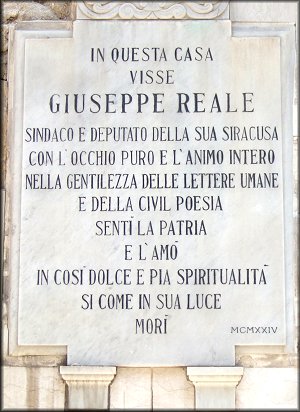 IN QUESTA CASA
VISSE
GIUSEPPE REALE
SINDACO E DEPUTATO DELLA SUA SIRACUSA
CON L'OCCHIO PURO E L'ANIMO INTERO
NELLA GENTILEZZA DELLE LETTERE UMANE
E DELLA CIVIL POESIA
SENTÌ LA PATRIA
E L'AMÒ
IN COSÌ DOLCE E PIA SPIRITUALITÀ
SI COME IN SUA LUCE
MORÌ
MCMXXIV